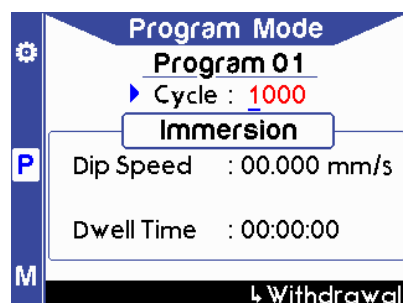 Program Mode
Program 01
Cycle : 1000
Immersion
P
Dip Speed : 00.000 mm/s
Dwell Time : 00:00:00
M
↳ Withdrawal